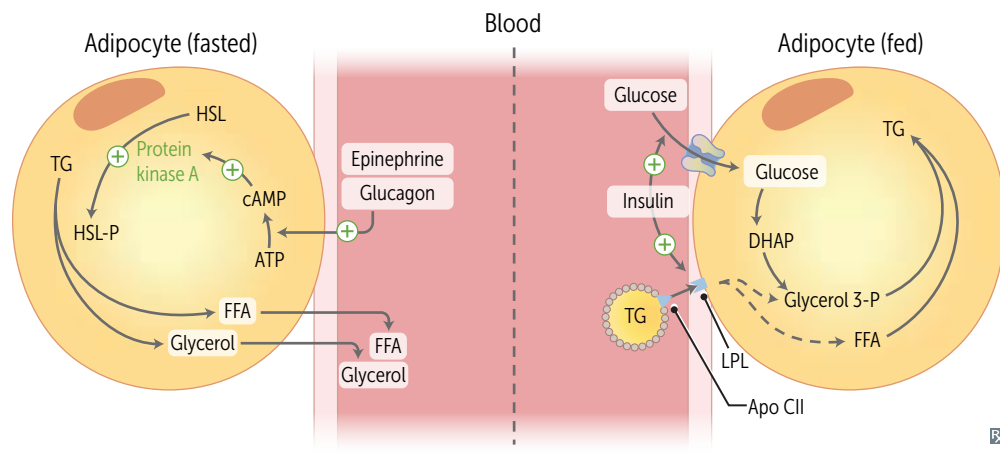 Blood
Adipocyte (fasted)
HSL
Protein
kinase A
TG
cAMP
HSL-P
ATP
FFA
Glycerol
Epinephrine
Glucagon
FFA
Glycerol
Adipocyte (fed)
Glucose
TG
Glucose
Insulin
DHAP
Glycerol 3-P
TG
FFA
LPL
Apo CII
+
+
+
+
+
Rx